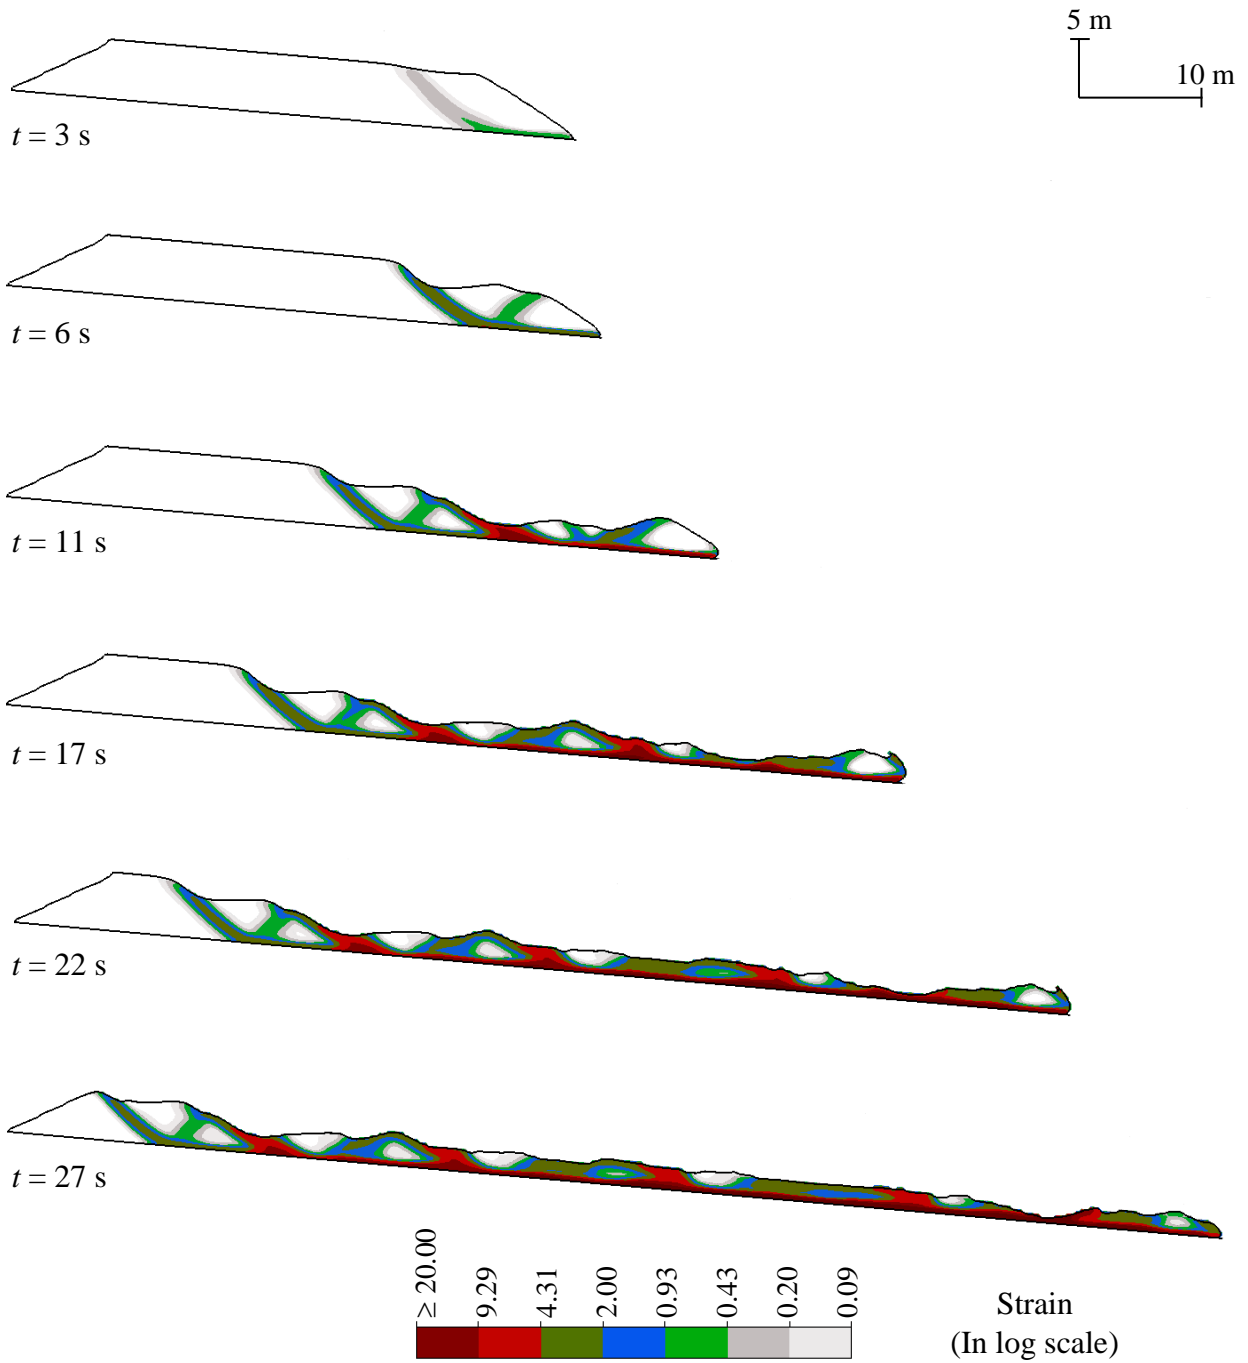 5 m
10 m
t = 3 s
t = 6 s
t = 11 s
t = 17 s
t = 22 s
t = 27 s
≥ 20.00
9.29
4.31
2.00
0.93
0.43
0.20
0.09
Strain
(In log scale)